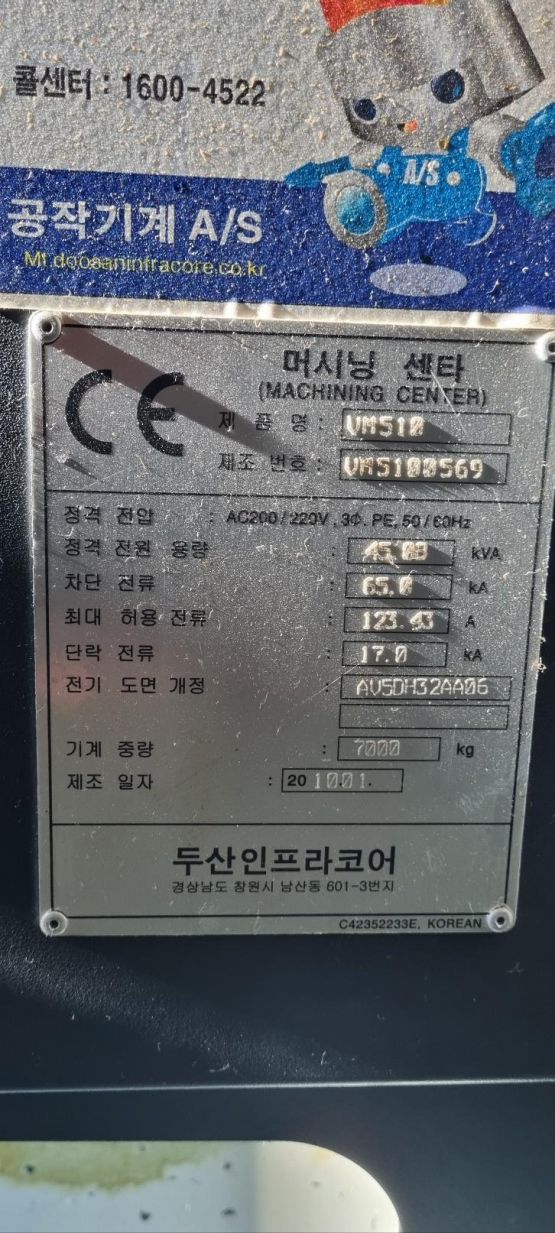 콜센터 : 1600-4522
A/S
공작기계 A/S
Mt.doosaninfracore.co.kr
CE
머시닝 센타
(MACHINING CENTER)
제 품 명 : VM510
제조 번호 : VM5100569
정격 전압 : AC200/220V, 3Φ, PE, 50/60Hz
정격 전원 용량 : 45.08 kVA
차단 전류 : 65.0 kA
최대 허용 전류 : 123.43 A
단락 전류 : 17.0 kA
전기 도면 개정 : AV5DH32AA06
기계 중량 : 7000 kg
제조 일자 : 20 10.01.
두산인프라코어
경상남도 창원시 남산동 601-3번지
C42352233E, KOREAN